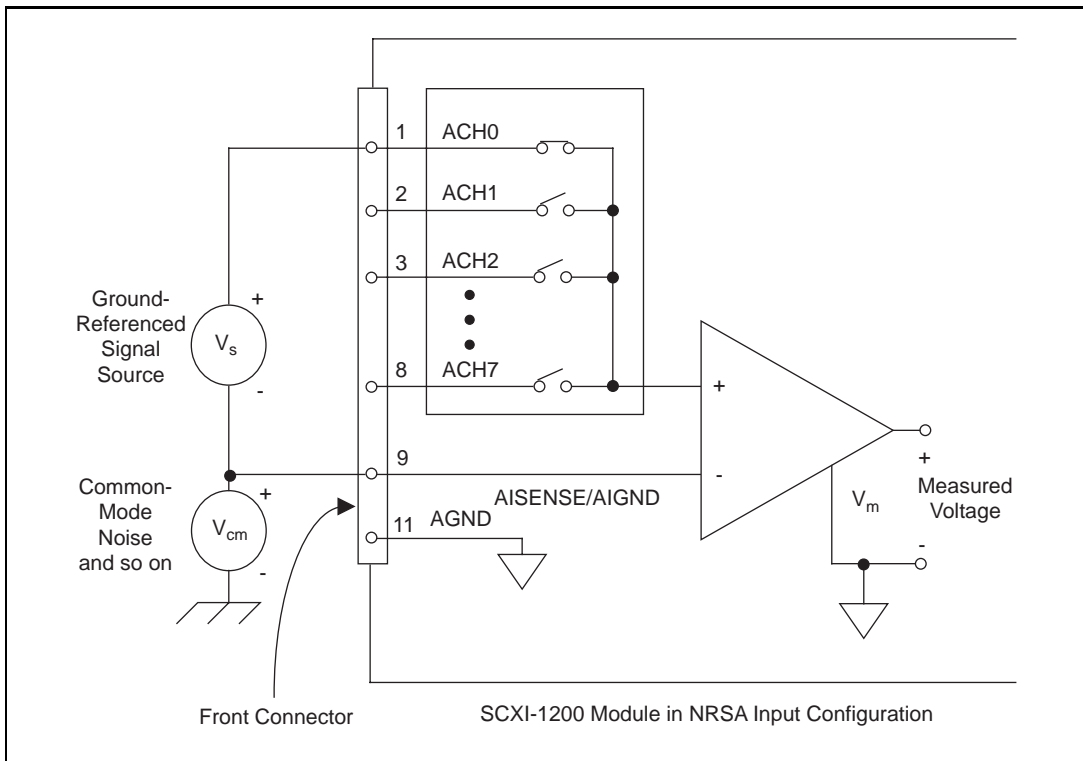 1 ACH0
2 ACH1
3 ACH2
8 ACH7
9
AISENSE/AIGND
11 AGND
Ground-
Referenced
Signal
Source
+
Vs
-
Common-
Mode
Noise
and so on
+
Vcm
-
+
-
Vm
+
Measured
Voltage
-
Front Connector
SCXI-1200 Module in NRSA Input Configuration